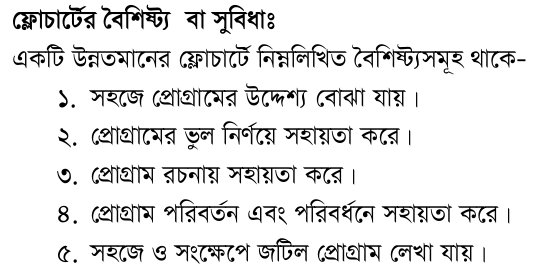 ফ্লোচার্টের বৈশিষ্ট্য বা সুবিধাঃ
একটি উন্নতমানের ফ্লোচার্টে নিম্নলিখিত বৈশিষ্ট্যসমূহ থাকে-
১. সহজে প্রোগ্রামের উদ্দেশ্য বোঝা যায়।
২. প্রোগ্রামের ভুল নির্ণয়ে সহায়তা করে।
৩. প্রোগ্রাম রচনায় সহায়তা করে।
৪. প্রোগ্রাম পরিবর্তন এবং পরিবর্ধনে সহায়তা করে।
৫. সহজে ও সংক্ষেপে জটিল প্রোগ্রাম লেখা যায়।